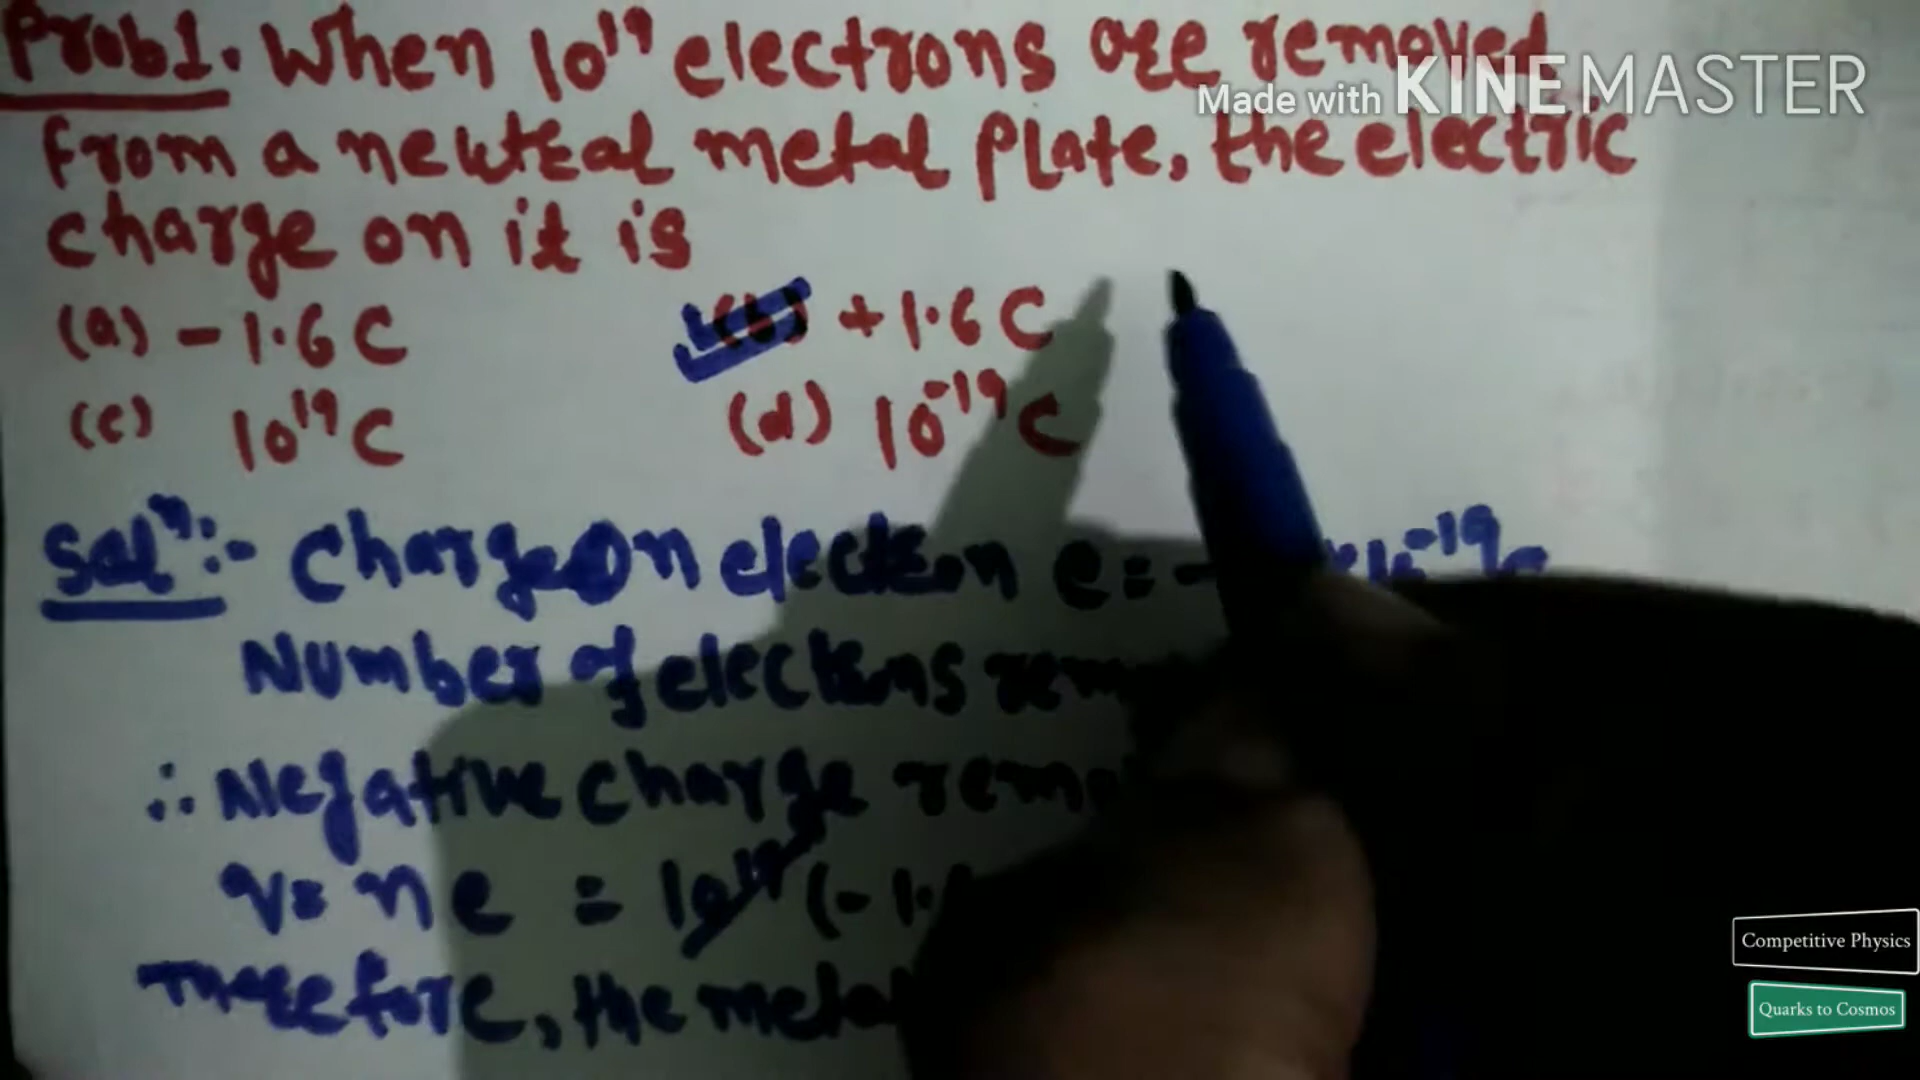 Prob1. When 10¹⁹ electrons are removed
Made with KINEMASTER
from a neutral metal plate, the electric
charge on it is
(a) - 1.6 C
(b) + 1.6 C
(c) 10¹⁹ C
(d) 10⁻¹⁹ C
Solⁿ:- Charge on electron e = -
Number of electrons
∴ Negative charge
q = ne = 10¹⁹ (-1.
Therefore, the metal
Competitive Physics
Quarks to Cosmos